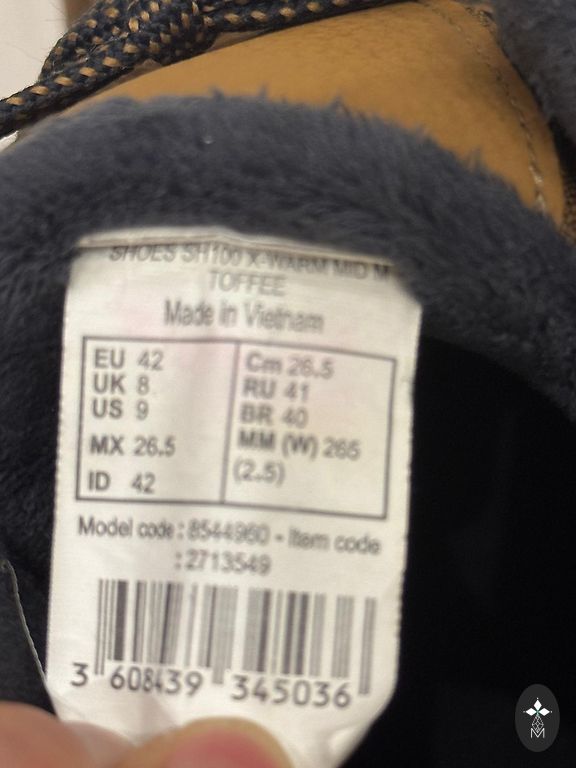 SHOES SH100 X-WARM MID M
TOFFEE
Made in Vietnam
EU 42
UK 8
US 9
MX 26.5
ID 42
Cm 26.5
RU 41
BR 40
MM (W) 265
(2.5)
Model code : 8544960 - Item code
: 2713549
3 608439 345036
M